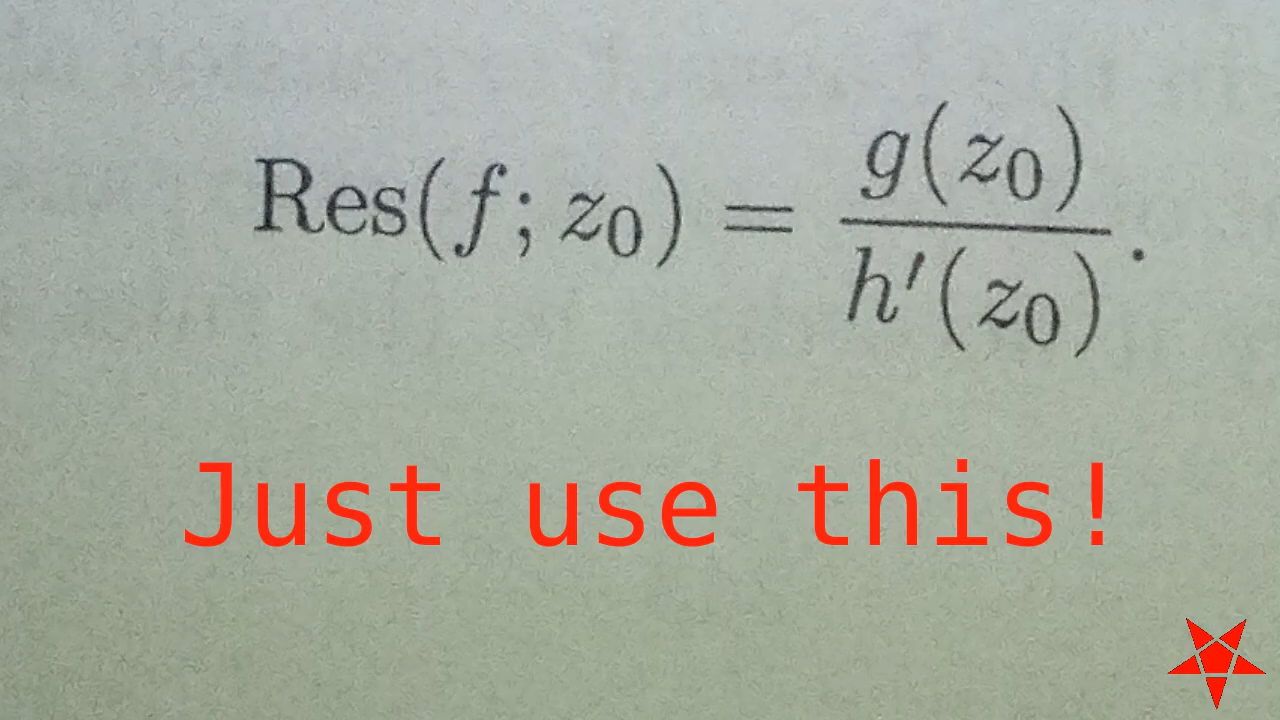 Res(f; z₀) = g(z₀)/h′(z₀).
Just use this!